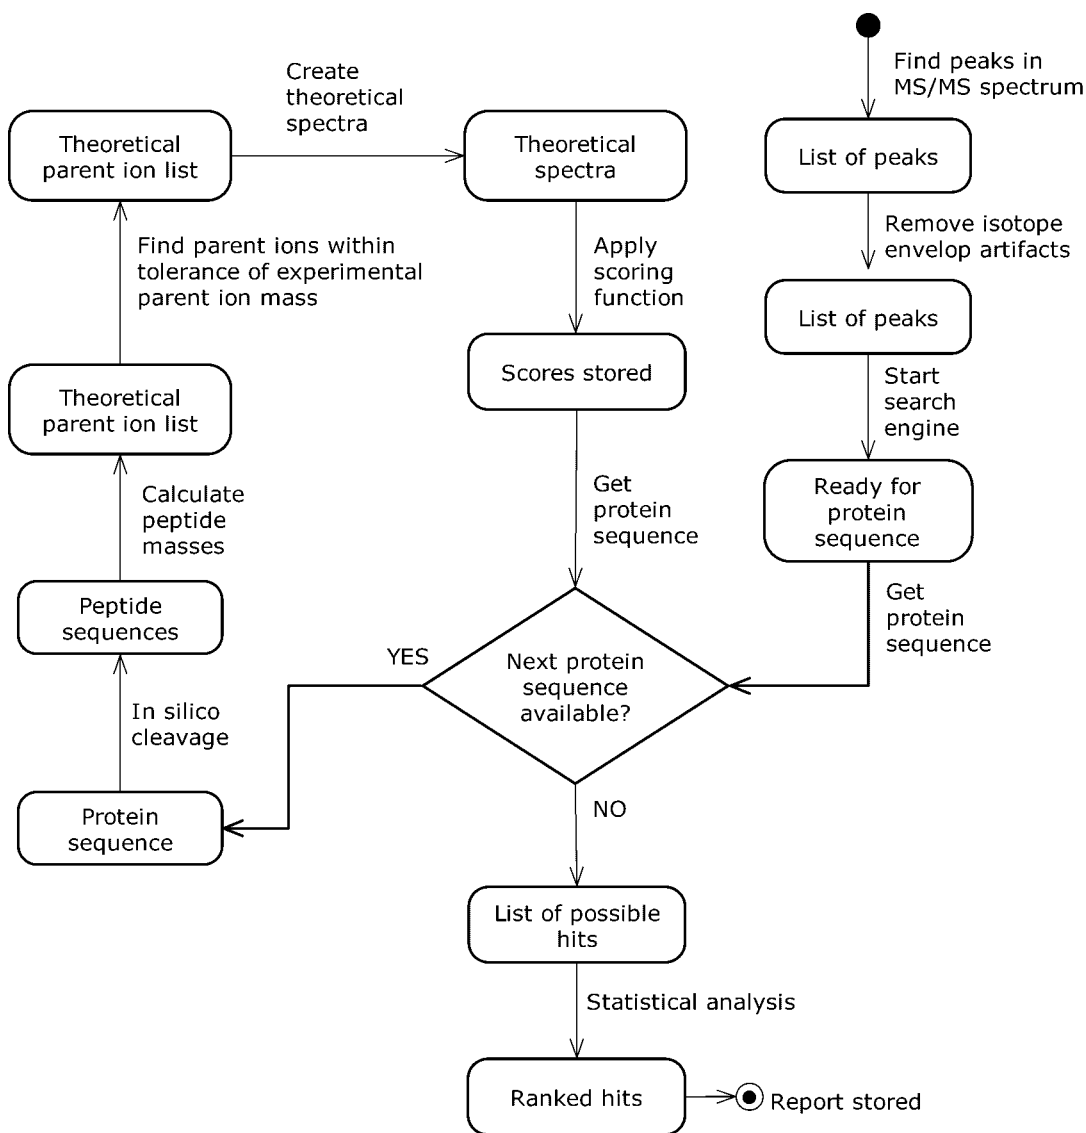 Find peaks in
MS/MS spectrum
List of peaks
Remove isotope
envelop artifacts
List of peaks
Start
search
engine
Ready for
protein
sequence
Get
protein
sequence
Next protein
sequence
available?
YES
Protein
sequence
In silico
cleavage
Peptide
sequences
Calculate
peptide
masses
Theoretical
parent ion list
Find parent ions within
tolerance of experimental
parent ion mass
Theoretical
parent ion list
Create
theoretical
spectra
Theoretical
spectra
Apply
scoring
function
Scores stored
Get
protein
sequence
NO
List of possible
hits
Statistical analysis
Ranked hits
Report stored